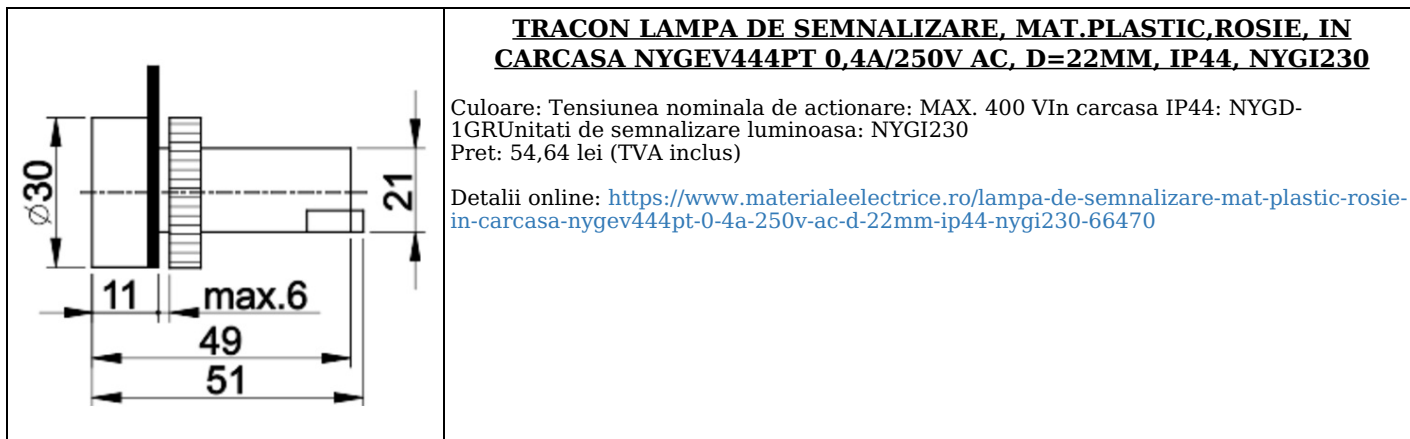 TRACON LAMPA DE SEMNALIZARE, MAT.PLASTIC,ROSIE, IN
CARCASA NYGEV444PT 0,4A/250V AC, D=22MM, IP44, NYGI230
Culoare: Tensiunea nominala de actionare: MAX. 400 VIn carcasa IP44: NYGD-
1GRUnitati de semnalizare luminoasa: NYGI230
Pret: 54,64 lei (TVA inclus)
Detalii online: https://www.materialeelectrice.ro/lampa-de-semnalizare-mat-plastic-rosie-
in-carcasa-nygev444pt-0-4a-250v-ac-d-22mm-ip44-nygi230-66470
⌀30
21
11
max.6
49
51